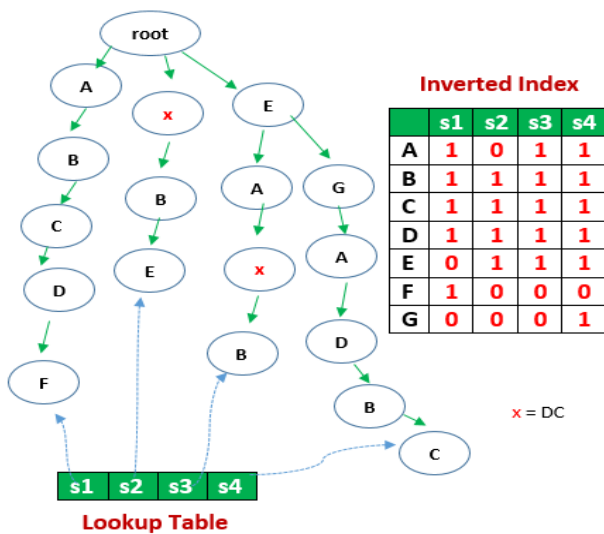 root
A
x
E
B
B
A
G
C
E
x
A
D
B
D
F
B
C
Inverted Index
s1 s2 s3 s4
A 1 0 1 1
B 1 1 1 1
C 1 1 1 1
D 1 1 1 1
E 0 1 1 1
F 1 0 0 0
G 0 0 0 1
x = DC
s1 s2 s3 s4
Lookup Table